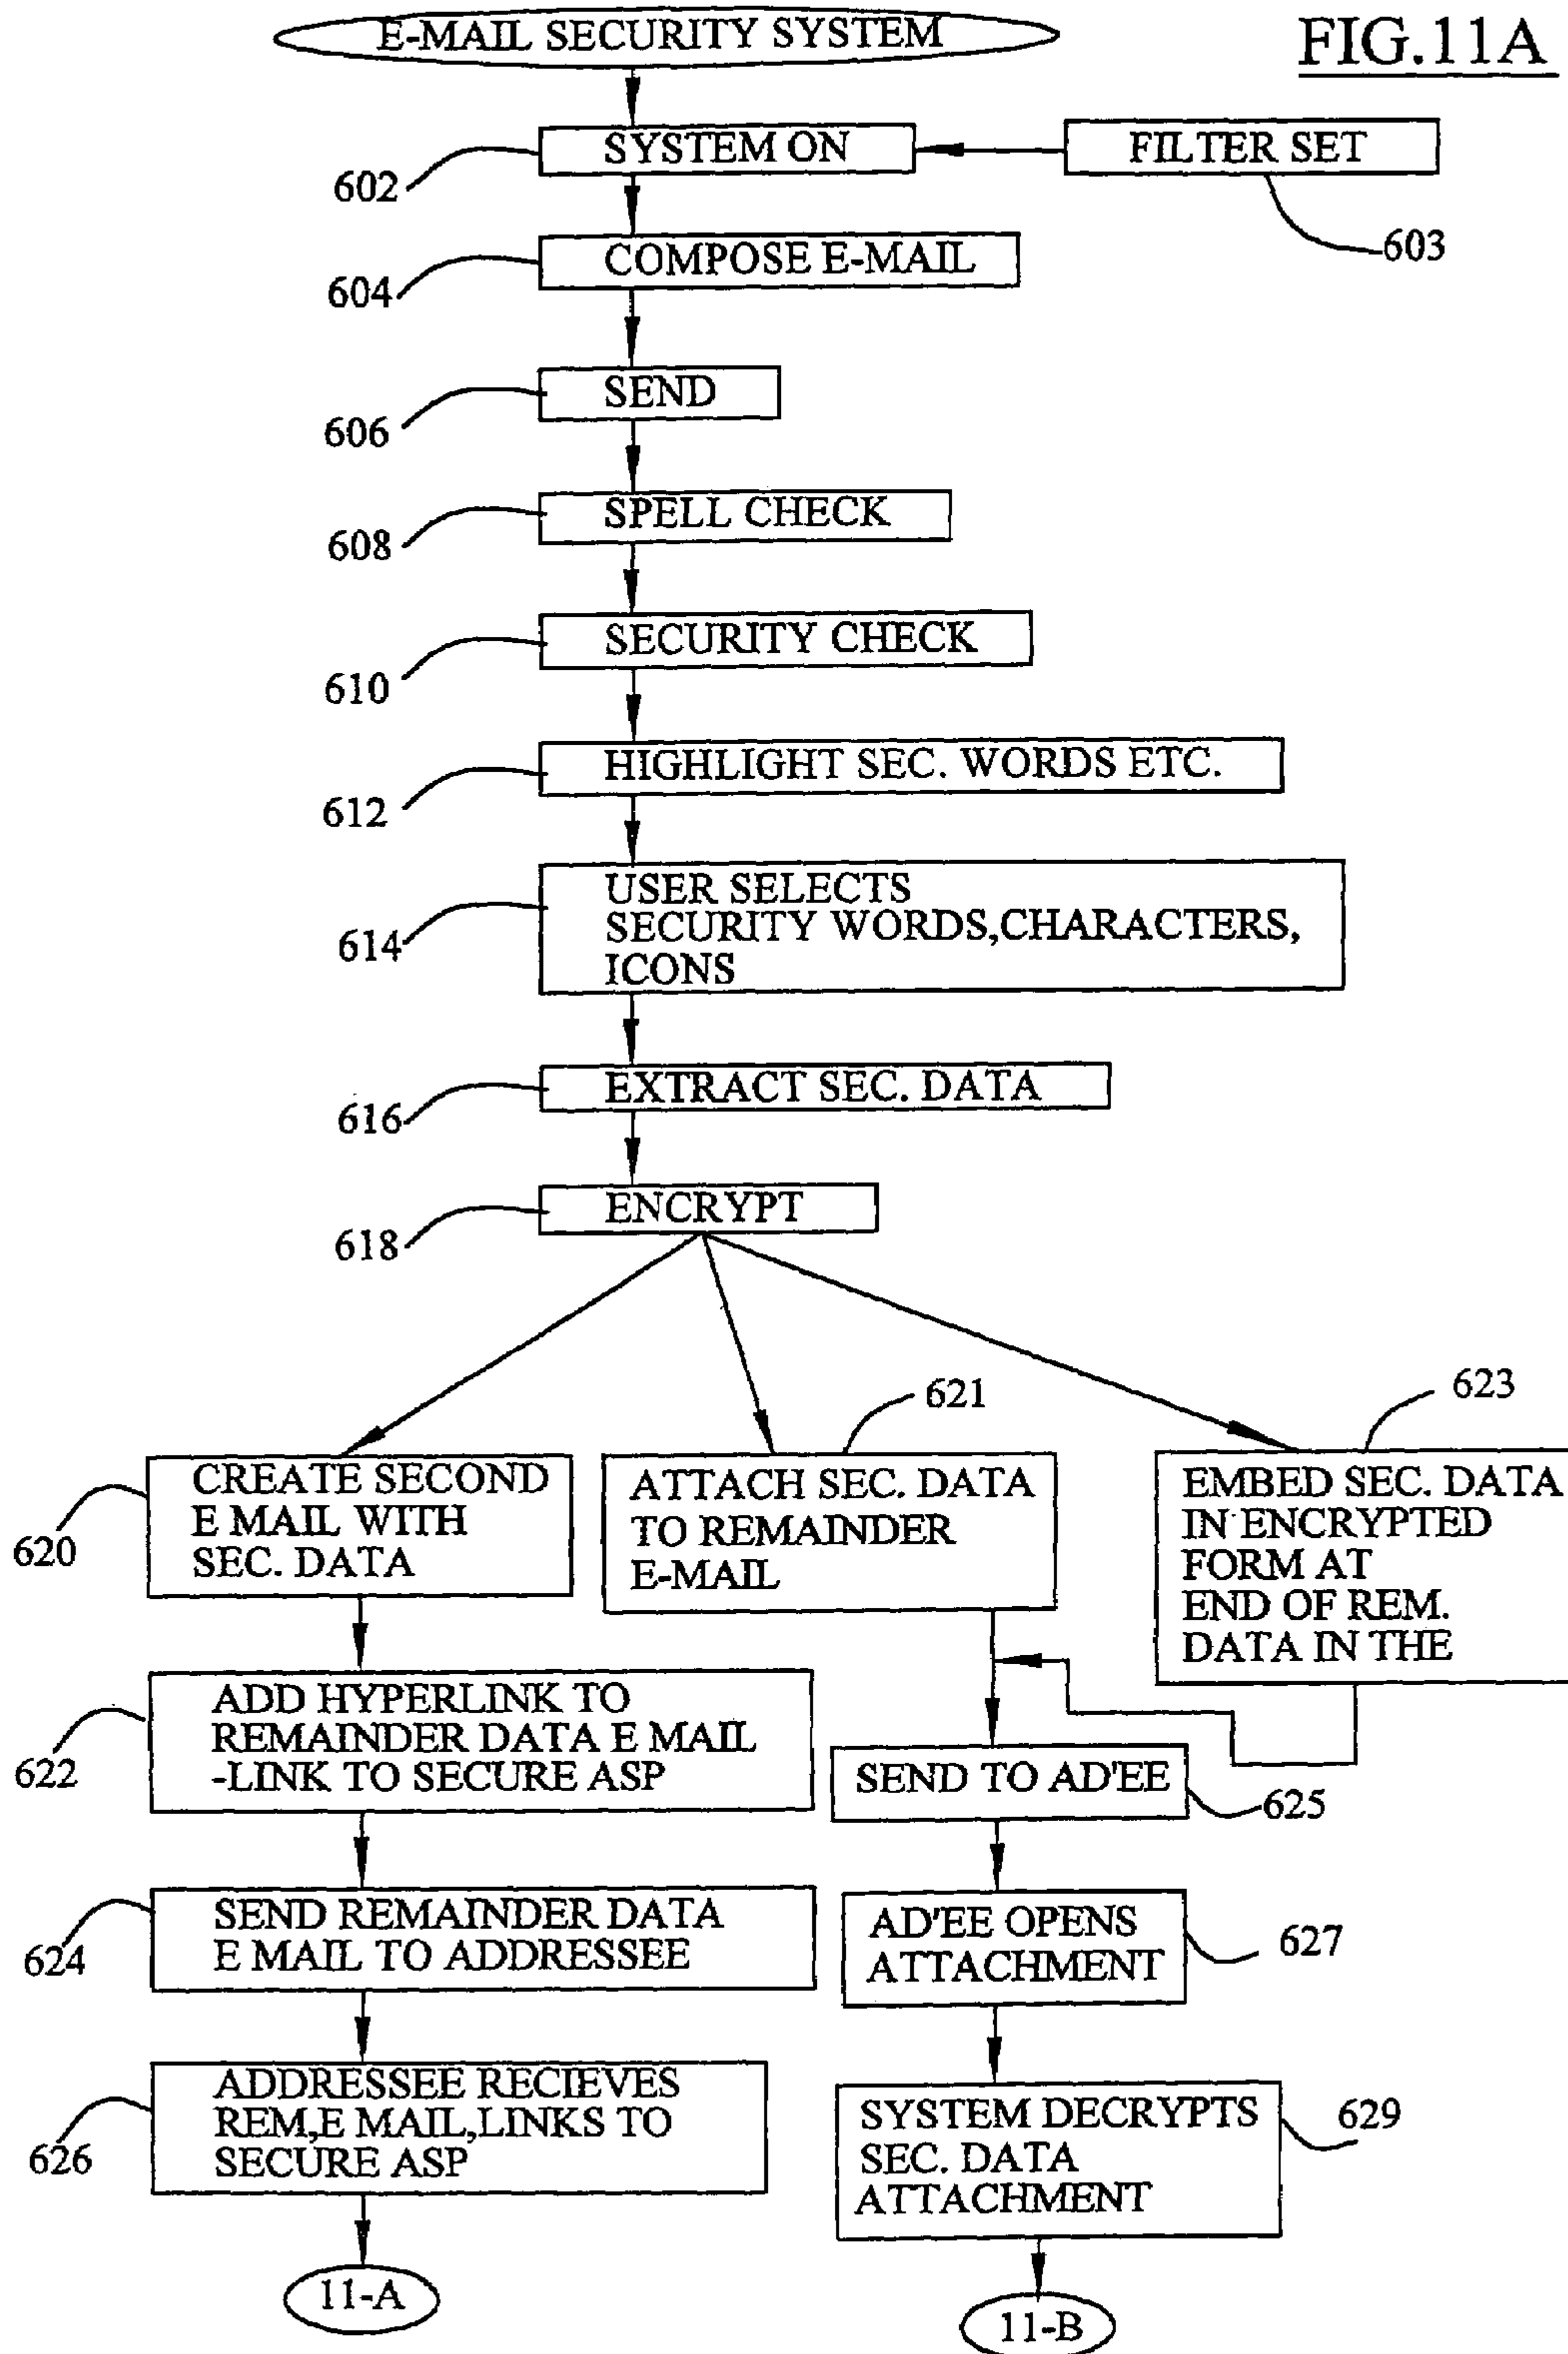 E-MAIL SECURITY SYSTEM
FIG.11A
SYSTEM ON
FILTER SET
602
603
COMPOSE E-MAIL
604
SEND
606
SPELL CHECK
608
SECURITY CHECK
610
HIGHLIGHT SEC. WORDS ETC.
612
USER SELECTS
SECURITY WORDS,CHARACTERS,
ICONS
614
EXTRACT SEC. DATA
616
ENCRYPT
618
620
CREATE SECOND
E MAIL WITH
SEC. DATA
621
ATTACH SEC. DATA
TO REMAINDER
E-MAIL
623
EMBED SEC. DATA
IN ENCRYPTED
FORM AT
END OF REM.
DATA IN THE
622
ADD HYPERLINK TO
REMAINDER DATA E MAIL
-LINK TO SECURE ASP
SEND TO AD'EE
625
624
SEND REMAINDER DATA
E MAIL TO ADDRESSEE
AD'EE OPENS
ATTACHMENT
627
626
ADDRESSEE RECIEVES
REM,E MAIL,LINKS TO
SECURE ASP
SYSTEM DECRYPTS
SEC. DATA
ATTACHMENT
629
11-A
11-B